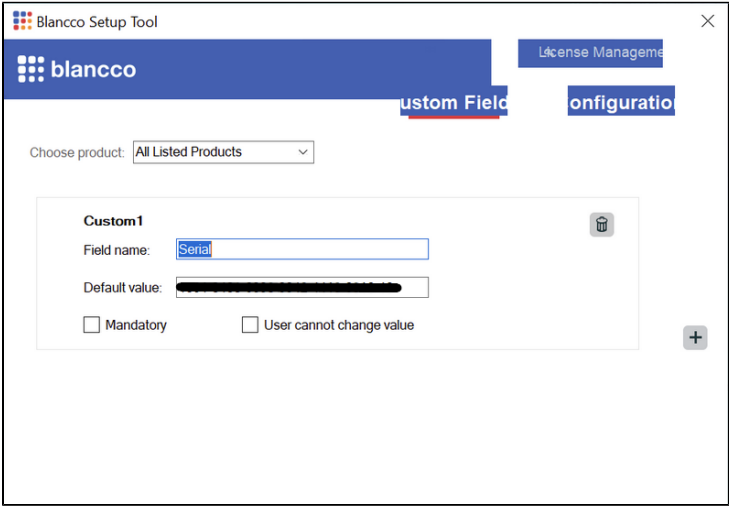 Blancco Setup Tool
License Manageme
blancco
ustom Field
onfiguratio
Choose product: All Listed Products
Custom1
Field name: Serial
Default value:
Mandatory
User cannot change value